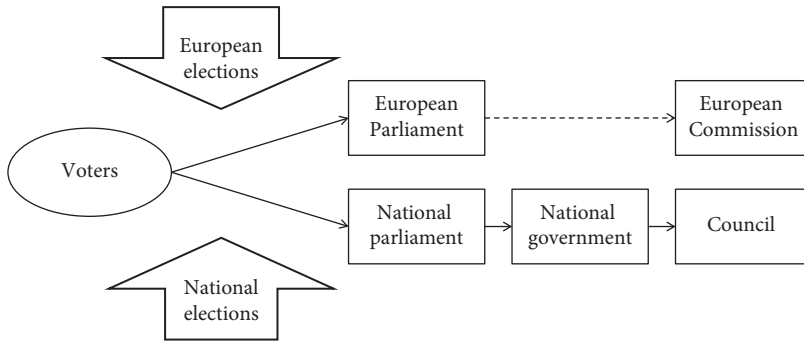 European
elections
European
Parliament
European
Commission
Voters
National
parliament
National
government
Council
National
elections